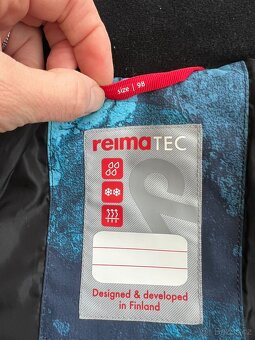 size | 98
reimaTEC
Designed & developed
in Finland